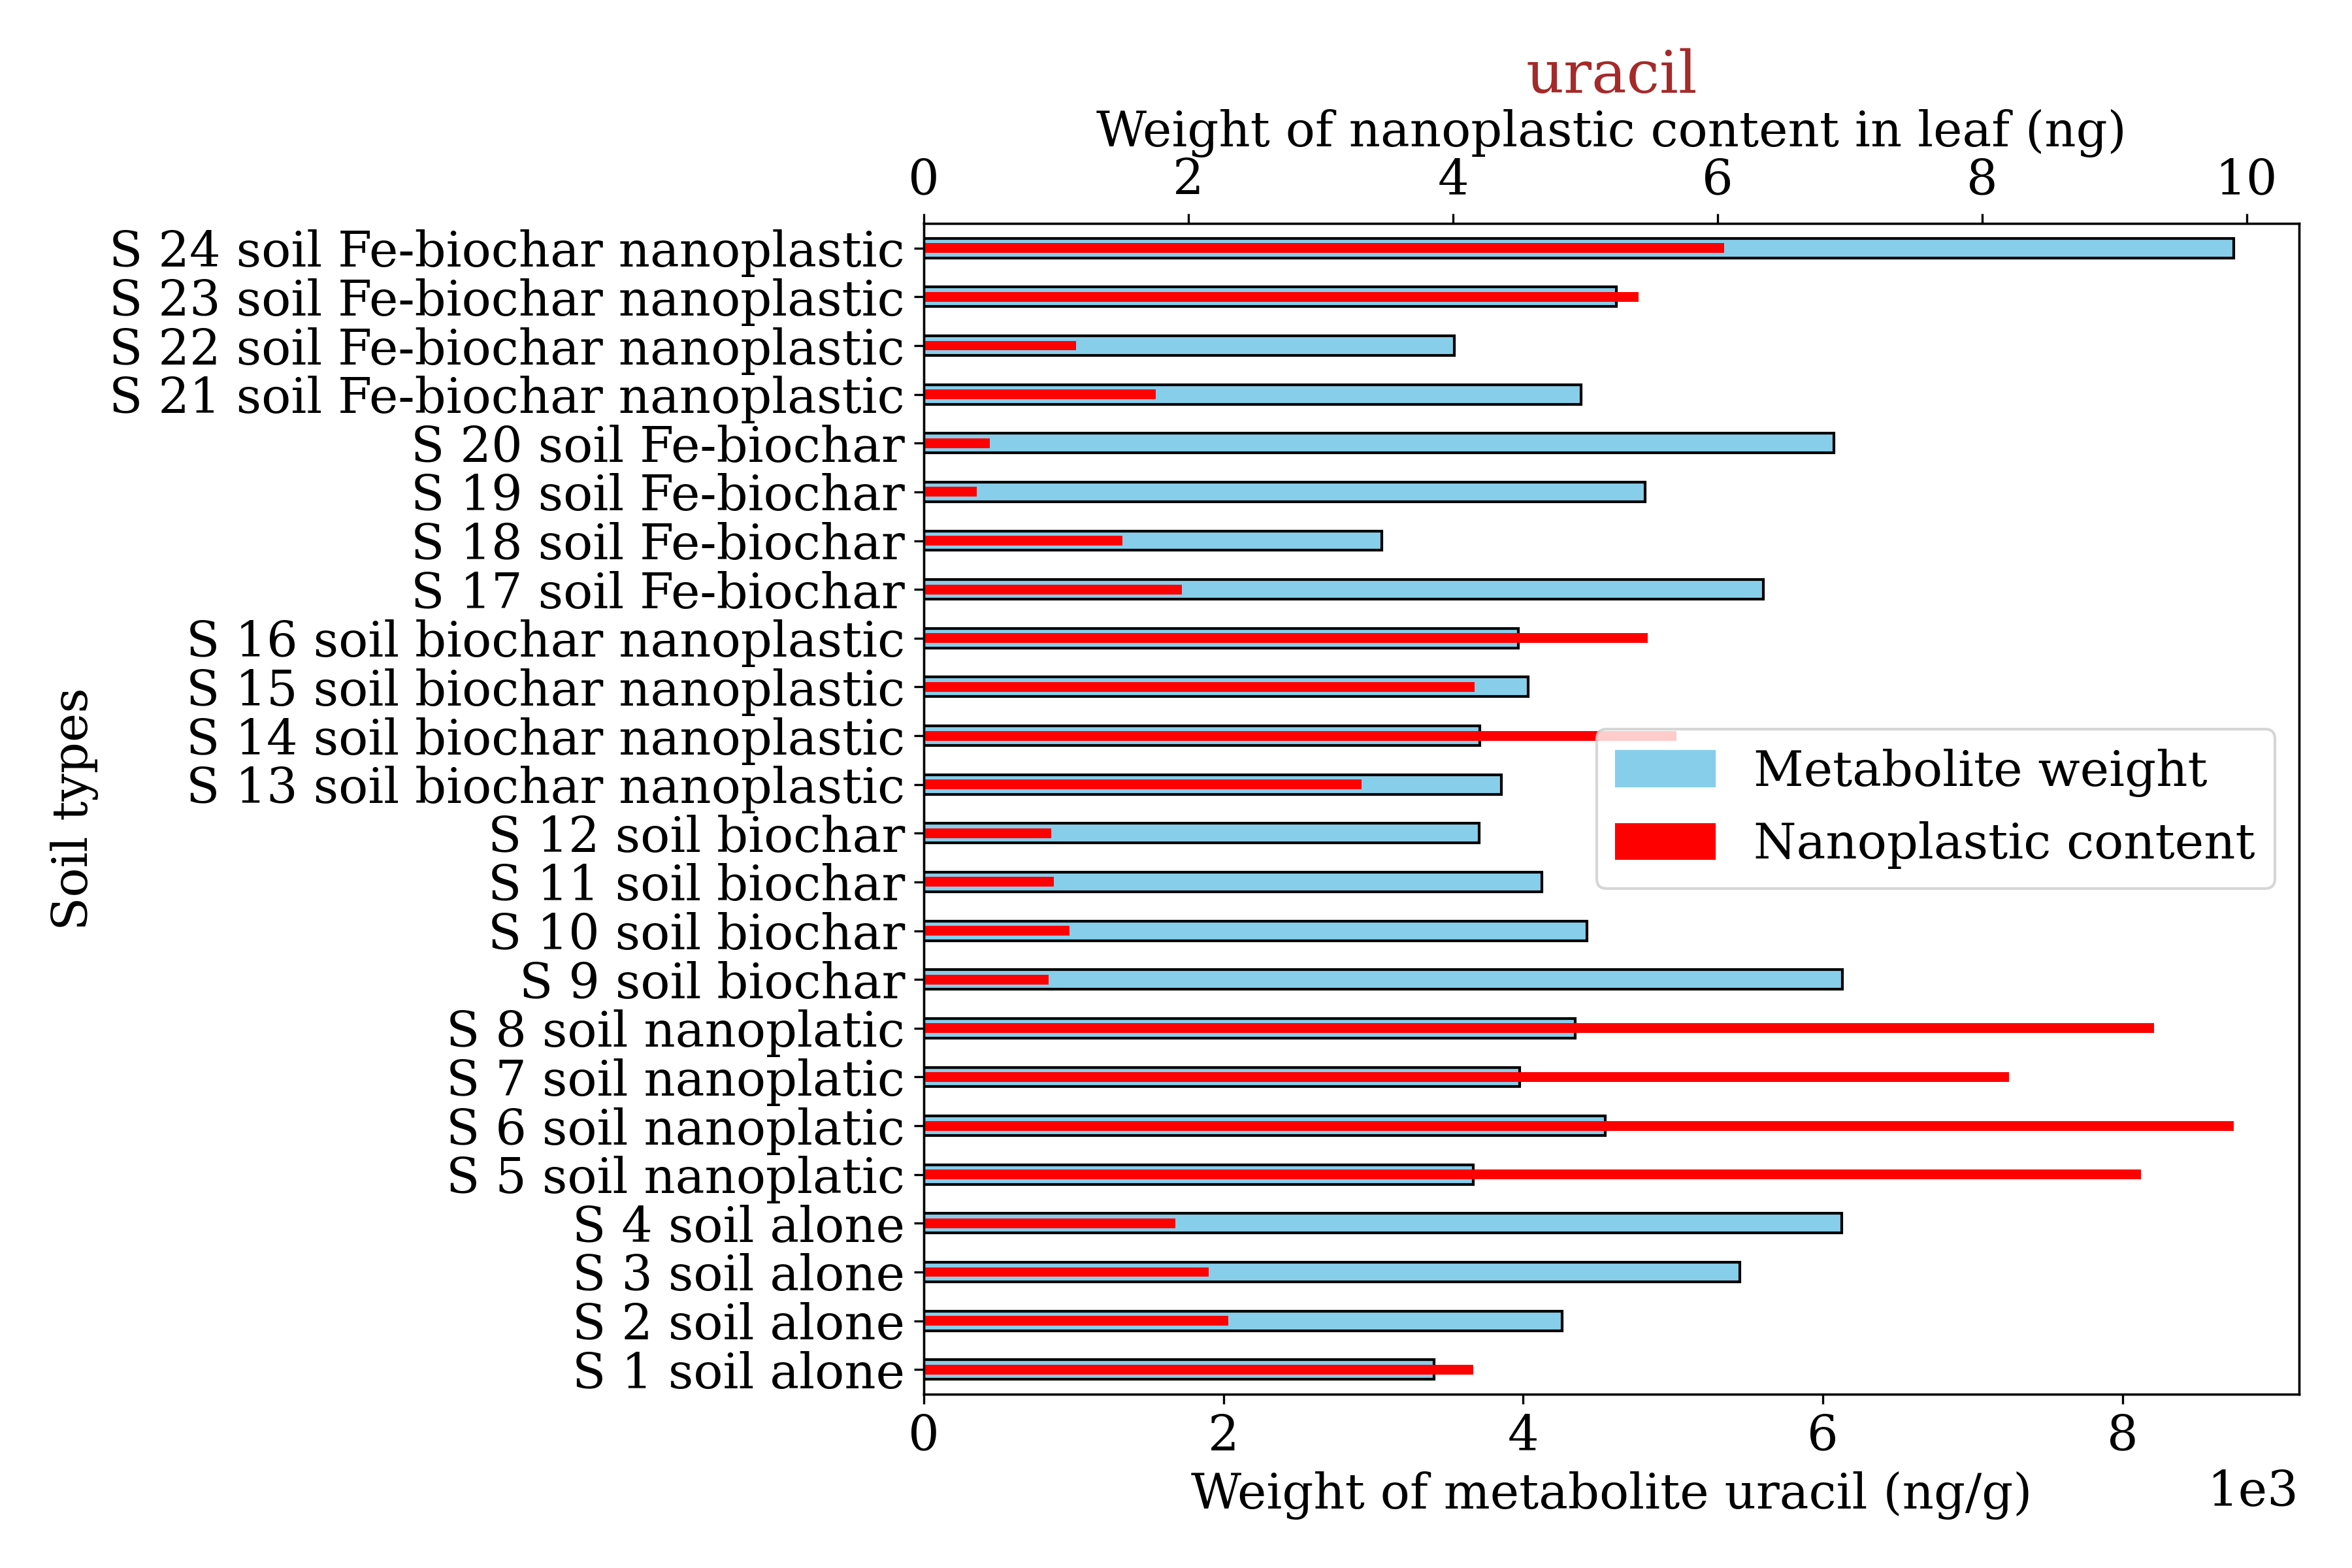 uracil
Weight of nanoplastic content in leaf (ng)
0 2 4 6 8 10
S 24 soil Fe-biochar nanoplastic
S 23 soil Fe-biochar nanoplastic
S 22 soil Fe-biochar nanoplastic
S 21 soil Fe-biochar nanoplastic
S 20 soil Fe-biochar
S 19 soil Fe-biochar
S 18 soil Fe-biochar
S 17 soil Fe-biochar
S 16 soil biochar nanoplastic
S 15 soil biochar nanoplastic
S 14 soil biochar nanoplastic
S 13 soil biochar nanoplastic
S 12 soil biochar
S 11 soil biochar
S 10 soil biochar
S 9 soil biochar
S 8 soil nanoplatic
S 7 soil nanoplatic
S 6 soil nanoplatic
S 5 soil nanoplatic
S 4 soil alone
S 3 soil alone
S 2 soil alone
S 1 soil alone
Soil types
Metabolite weight
Nanoplastic content
0 2 4 6 8
Weight of metabolite uracil (ng/g)
1e3